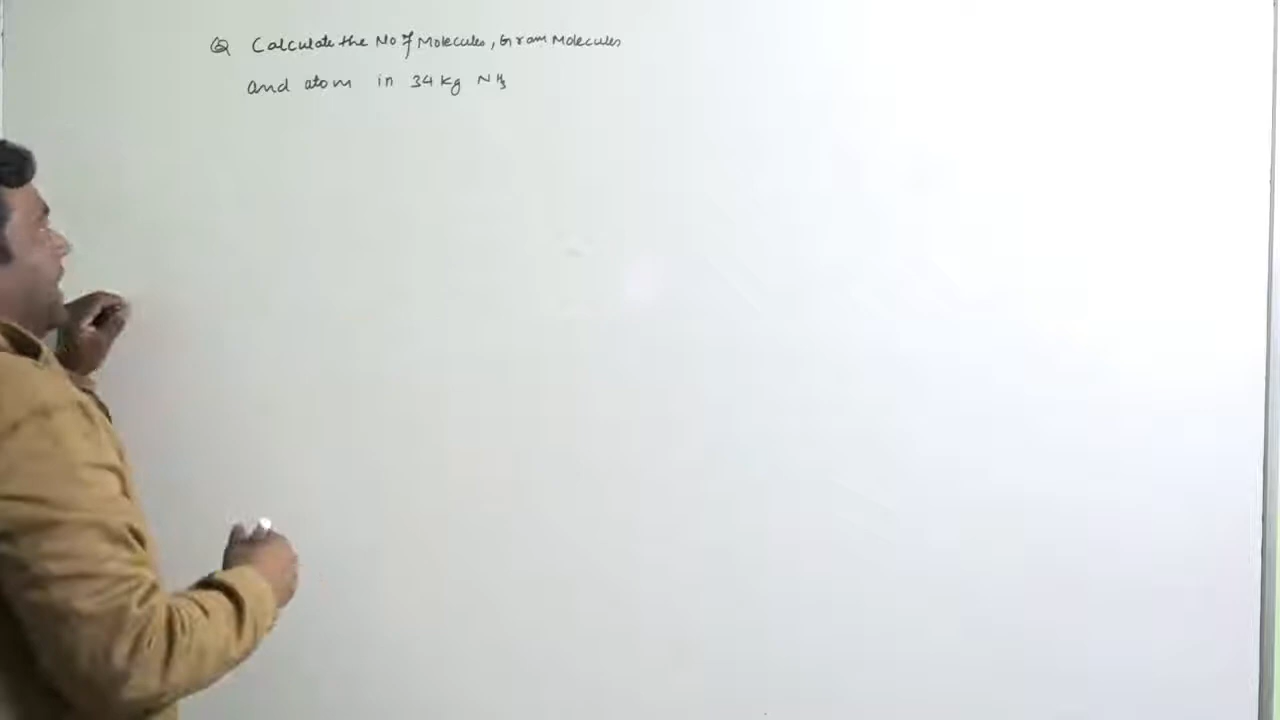 Q Calculate the No of Molecules, Gram Molecules
and atom in 34 kg NH₃